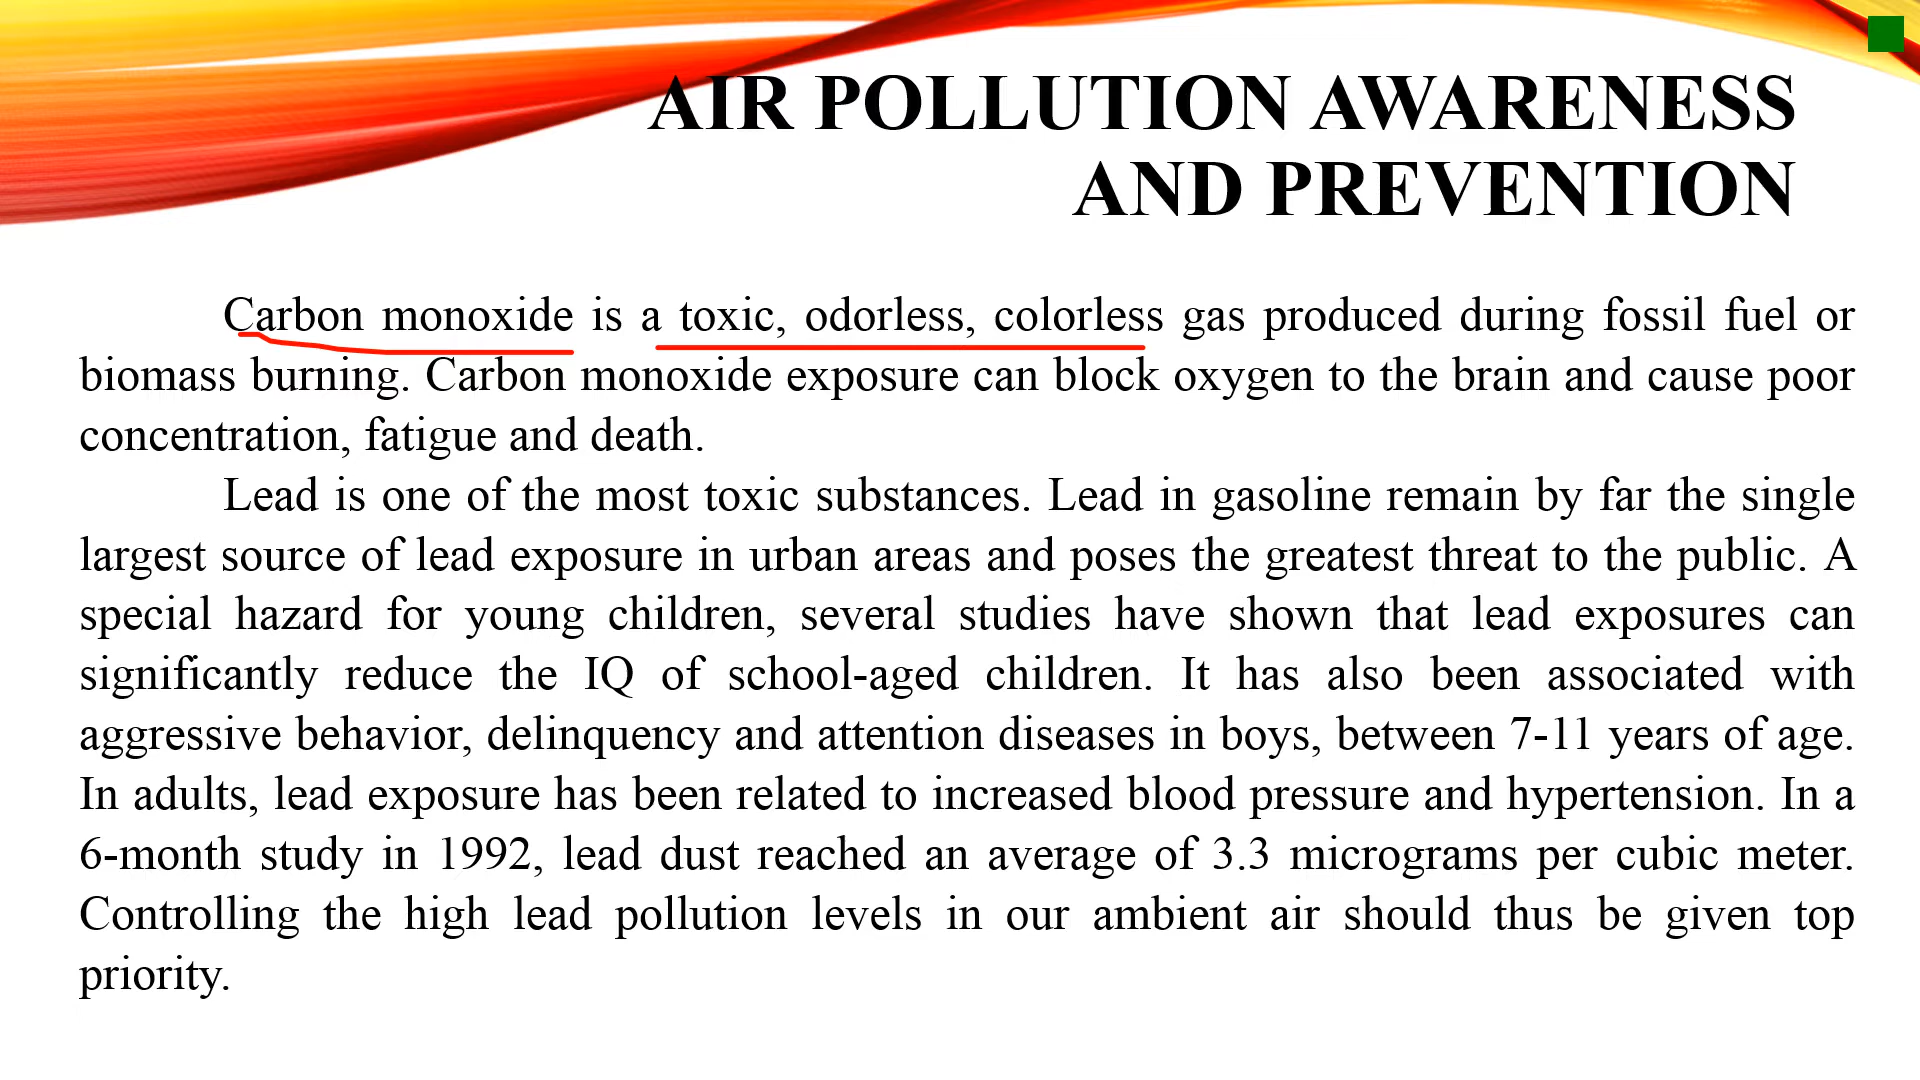 AIR POLLUTION AWARENESS
AND PREVENTION
Carbon monoxide is a toxic, odorless, colorless gas produced during fossil fuel or
biomass burning. Carbon monoxide exposure can block oxygen to the brain and cause poor
concentration, fatigue and death.
Lead is one of the most toxic substances. Lead in gasoline remain by far the single
largest source of lead exposure in urban areas and poses the greatest threat to the public. A
special hazard for young children, several studies have shown that lead exposures can
significantly reduce the IQ of school-aged children. It has also been associated with
aggressive behavior, delinquency and attention diseases in boys, between 7-11 years of age.
In adults, lead exposure has been related to increased blood pressure and hypertension. In a
6-month study in 1992, lead dust reached an average of 3.3 micrograms per cubic meter.
Controlling the high lead pollution levels in our ambient air should thus be given top
priority.